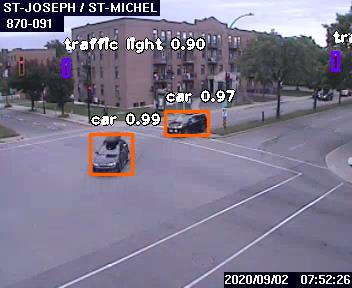 ST-JOSEPH / ST-MICHEL
870-091
traffic light 0.90
tra
car 0.97
car 0.99
2020/09/02 07:52:26